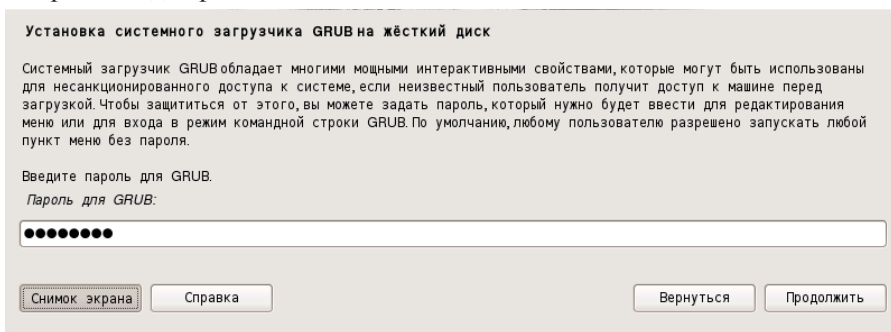 Установка системного загрузчика GRUB на жёсткий диск
Системный загрузчик GRUB обладает многими мощными интерактивными свойствами, которые могут быть использованы
для несанкционированного доступа к системе, если неизвестный пользователь получит доступ к машине перед
загрузкой. Чтобы защититься от этого, вы можете задать пароль, который нужно будет ввести для редактирования
меню или для входа в режим командной строки GRUB. По умолчанию, любому пользователю разрешено запускать любой
пункт меню без пароля.
Введите пароль для GRUB.
Пароль для GRUB:
●●●●●●●●
Снимок экрана Справка Вернуться Продолжить